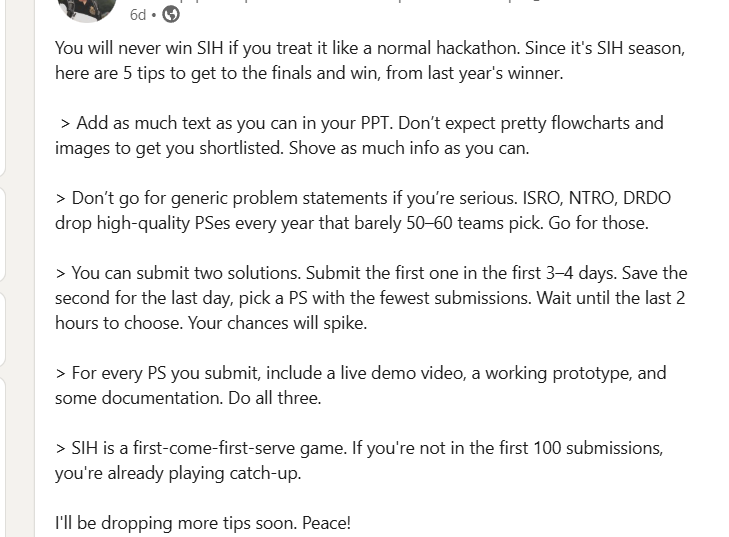 6d •
You will never win SIH if you treat it like a normal hackathon. Since it's SIH season,
here are 5 tips to get to the finals and win, from last year's winner.
> Add as much text as you can in your PPT. Don’t expect pretty flowcharts and
images to get you shortlisted. Shove as much info as you can.
> Don’t go for generic problem statements if you’re serious. ISRO, NTRO, DRDO
drop high-quality PSes every year that barely 50–60 teams pick. Go for those.
> You can submit two solutions. Submit the first one in the first 3–4 days. Save the
second for the last day, pick a PS with the fewest submissions. Wait until the last 2
hours to choose. Your chances will spike.
> For every PS you submit, include a live demo video, a working prototype, and
some documentation. Do all three.
> SIH is a first-come-first-serve game. If you're not in the first 100 submissions,
you're already playing catch-up.
I'll be dropping more tips soon. Peace!